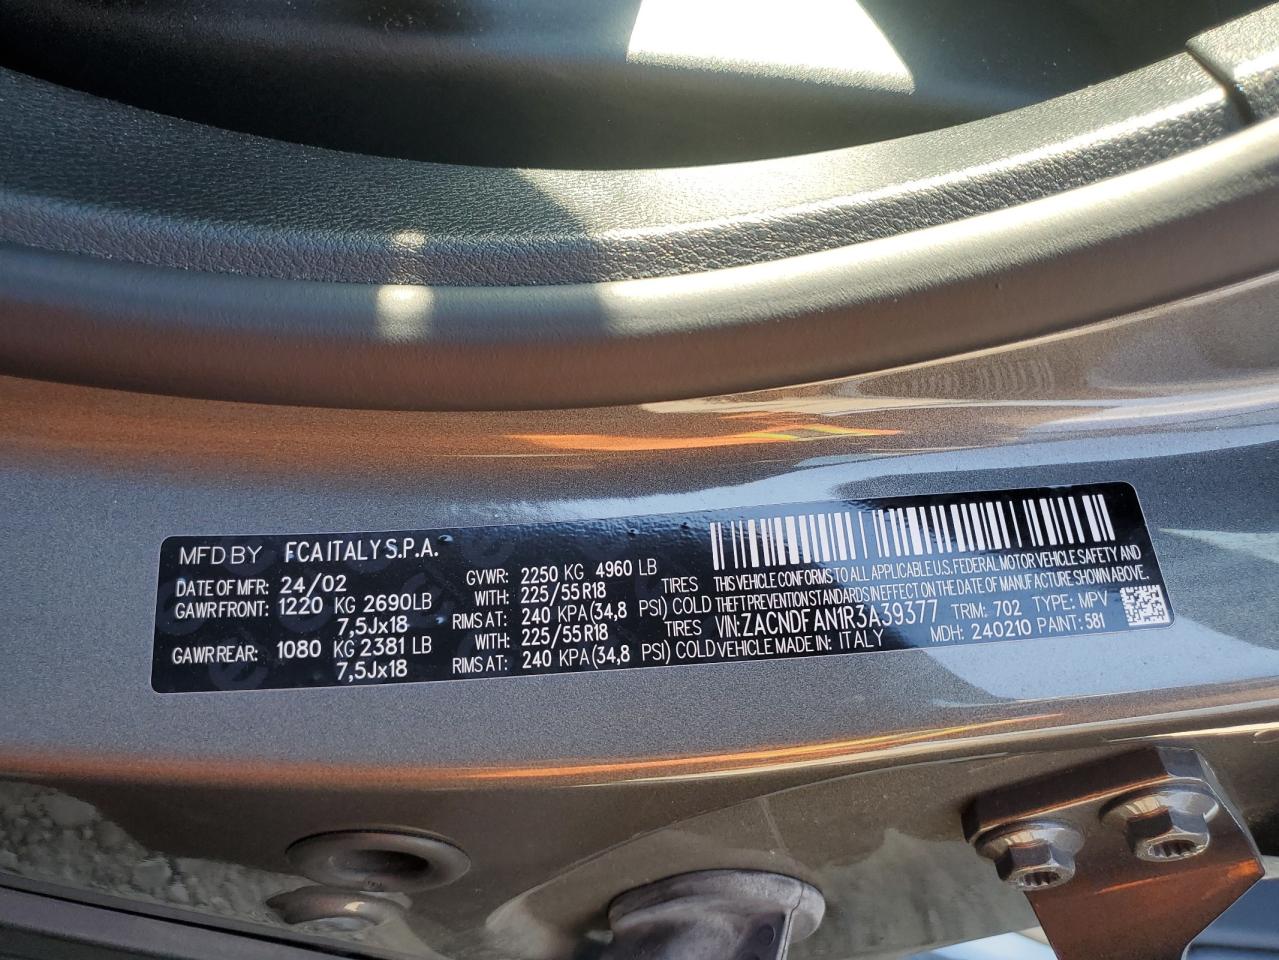 MFD BY FCA ITALY S.P.A.
DATE OF MFR: 24/02 GVWR: 2250 KG 4960 LB
GAWR FRONT: 1220 KG 2690LB WITH: 225/55R18 TIRES
7,5Jx18 RIMS AT: 240 KPA(34,8 PSI) COLD
GAWR REAR: 1080 KG 2381 LB WITH: 225/55R18 TIRES
7,5Jx18 RIMS AT: 240 KPA(34,8 PSI) COLD
THIS VEHICLE CONFORMS TO ALL APPLICABLE U.S. FEDERAL MOTOR VEHICLE SAFETY AND
THEFT PREVENTION STANDARDS IN EFFECT ON THE DATE OF MANUFACTURE SHOWN ABOVE.
VIN: ZACNDFAN1R3A39377 TRIM: 702 TYPE: MPV
VEHICLE MADE IN: ITALY MDH: 240210 PAINT: 581